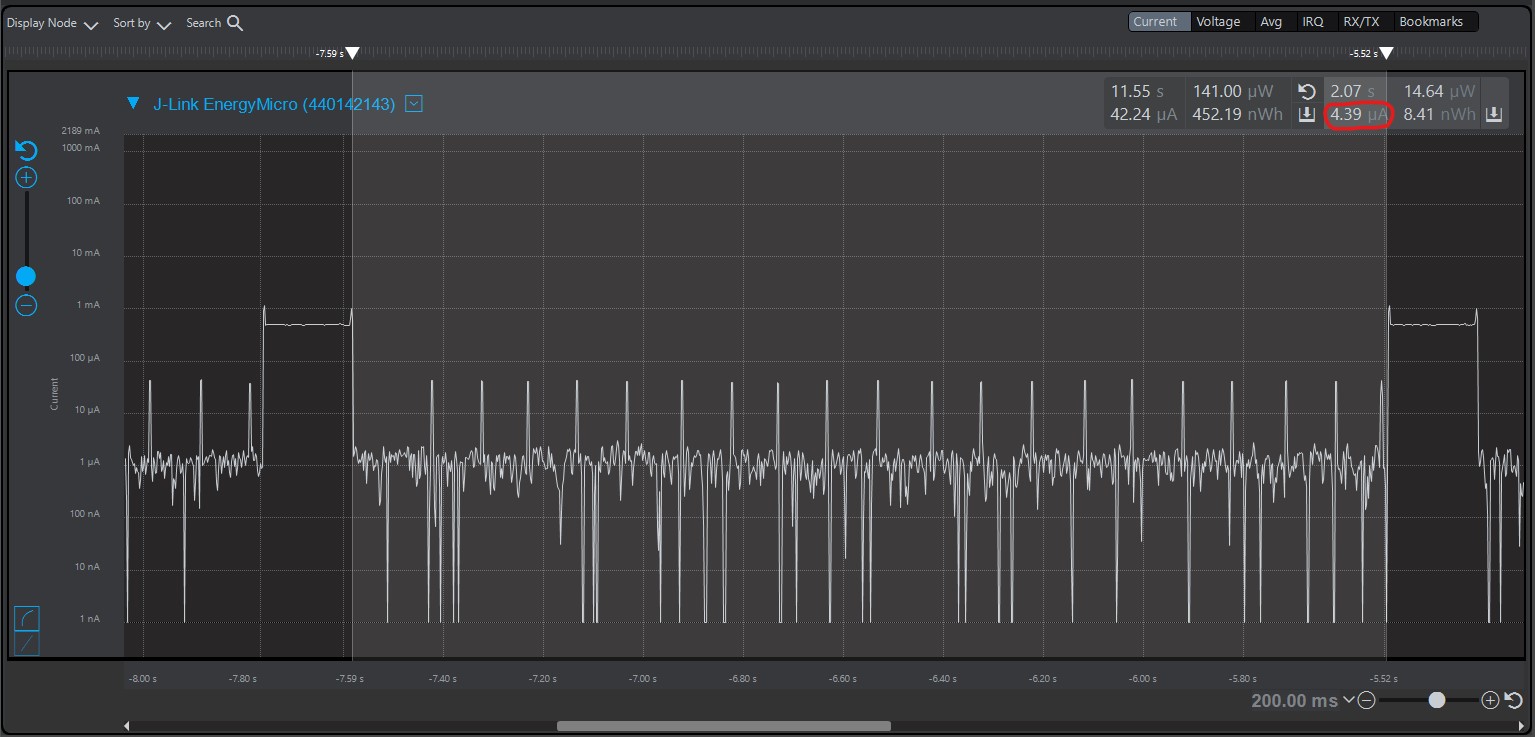 Display Node Sort by Search Current Voltage Avg IRQ RX/TX Bookmarks
-7.59 s -5.52 s
J-Link EnergyMicro (440142143)
11.55 s 141.00 µW 2.07 s 14.64 µW
42.24 µA 452.19 nWh 4.39 µA 8.41 nWh
2189 mA
1000 mA
100 mA
10 mA
1 mA
100 µA
10 µA
1 µA
100 nA
10 nA
1 nA
Current
-8.00 s -7.80 s -7.59 s -7.40 s -7.20 s -7.00 s -6.80 s -6.60 s -6.40 s -6.20 s -6.00 s -5.80 s -5.52 s
200.00 ms